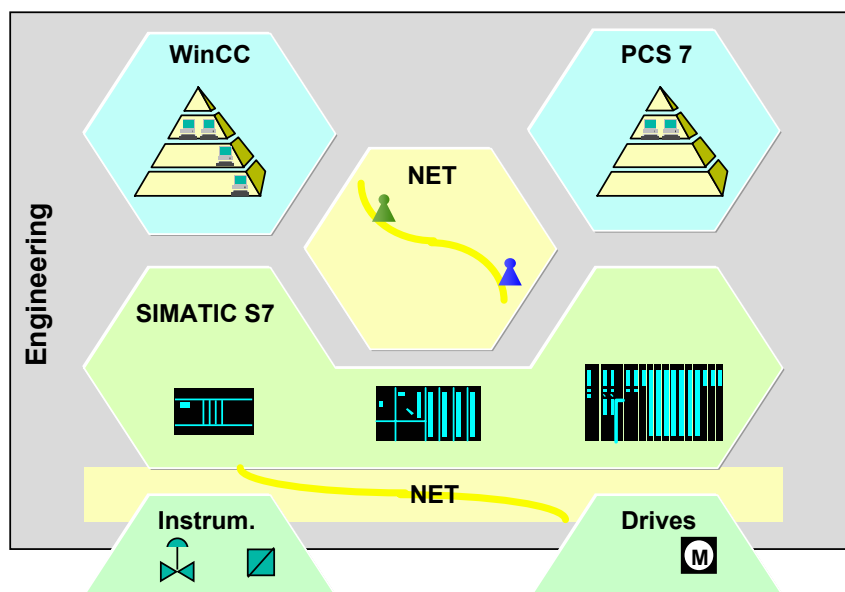 WinCC
PCS 7
NET
Engineering
SIMATIC S7
NET
Instrum.
Drives
M